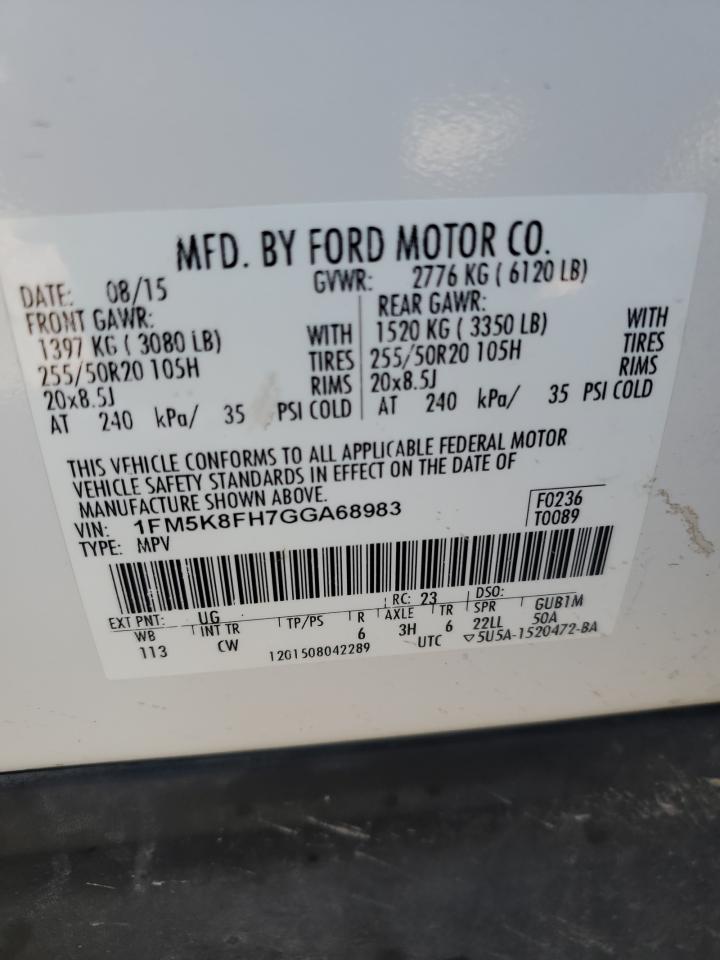 MFD. BY FORD MOTOR CO.
DATE: 08/15 GVWR: 2776 KG ( 6120 LB)
FRONT GAWR: REAR GAWR:
1397 KG ( 3080 LB) WITH 1520 KG ( 3350 LB) WITH
255/50R20 105H TIRES 255/50R20 105H TIRES
20x8.5J RIMS 20x8.5J RIMS
AT 240 kPa/ 35 PSI COLD AT 240 kPa/ 35 PSI COLD
THIS VEHICLE CONFORMS TO ALL APPLICABLE FEDERAL MOTOR
VEHICLE SAFETY STANDARDS IN EFFECT ON THE DATE OF
MANUFACTURE SHOWN ABOVE.
VIN: 1FM5K8FH7GGA68983 F0236
TYPE: MPV T0089
EXT PNT: UG RC: 23 DSO:
WB INT TR TP/PS R AXLE TR SPR GUB1M
113 CW 6 3H 6 22LL 50A
1201508042289 UTC ▽5U5A-1520472-BA